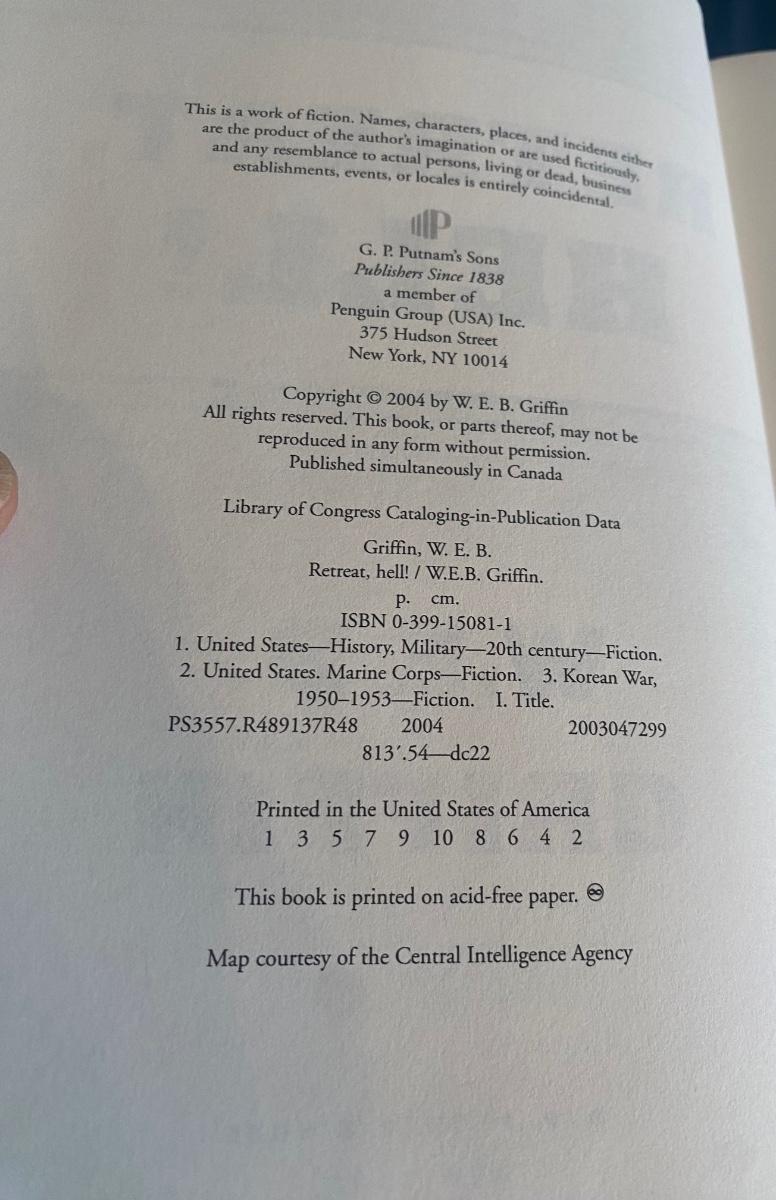 This is a work of fiction. Names, characters, places, and incidents either
are the product of the author's imagination or are used fictitiously,
and any resemblance to actual persons, living or dead, business
establishments, events, or locales is entirely coincidental.
P
G. P. Putnam's Sons
Publishers Since 1838
a member of
Penguin Group (USA) Inc.
375 Hudson Street
New York, NY 10014
Copyright © 2004 by W. E. B. Griffin
All rights reserved. This book, or parts thereof, may not be
reproduced in any form without permission.
Published simultaneously in Canada
Library of Congress Cataloging-in-Publication Data
Griffin, W. E. B.
Retreat, hell! / W.E.B. Griffin.
p. cm.
ISBN 0-399-15081-1
1. United States—History, Military—20th century—Fiction.
2. United States. Marine Corps—Fiction. 3. Korean War,
1950–1953—Fiction. I. Title.
PS3557.R489137R48 2004 2003047299
813′.54—dc22
Printed in the United States of America
1 3 5 7 9 10 8 6 4 2
This book is printed on acid-free paper. ♾
Map courtesy of the Central Intelligence Agency